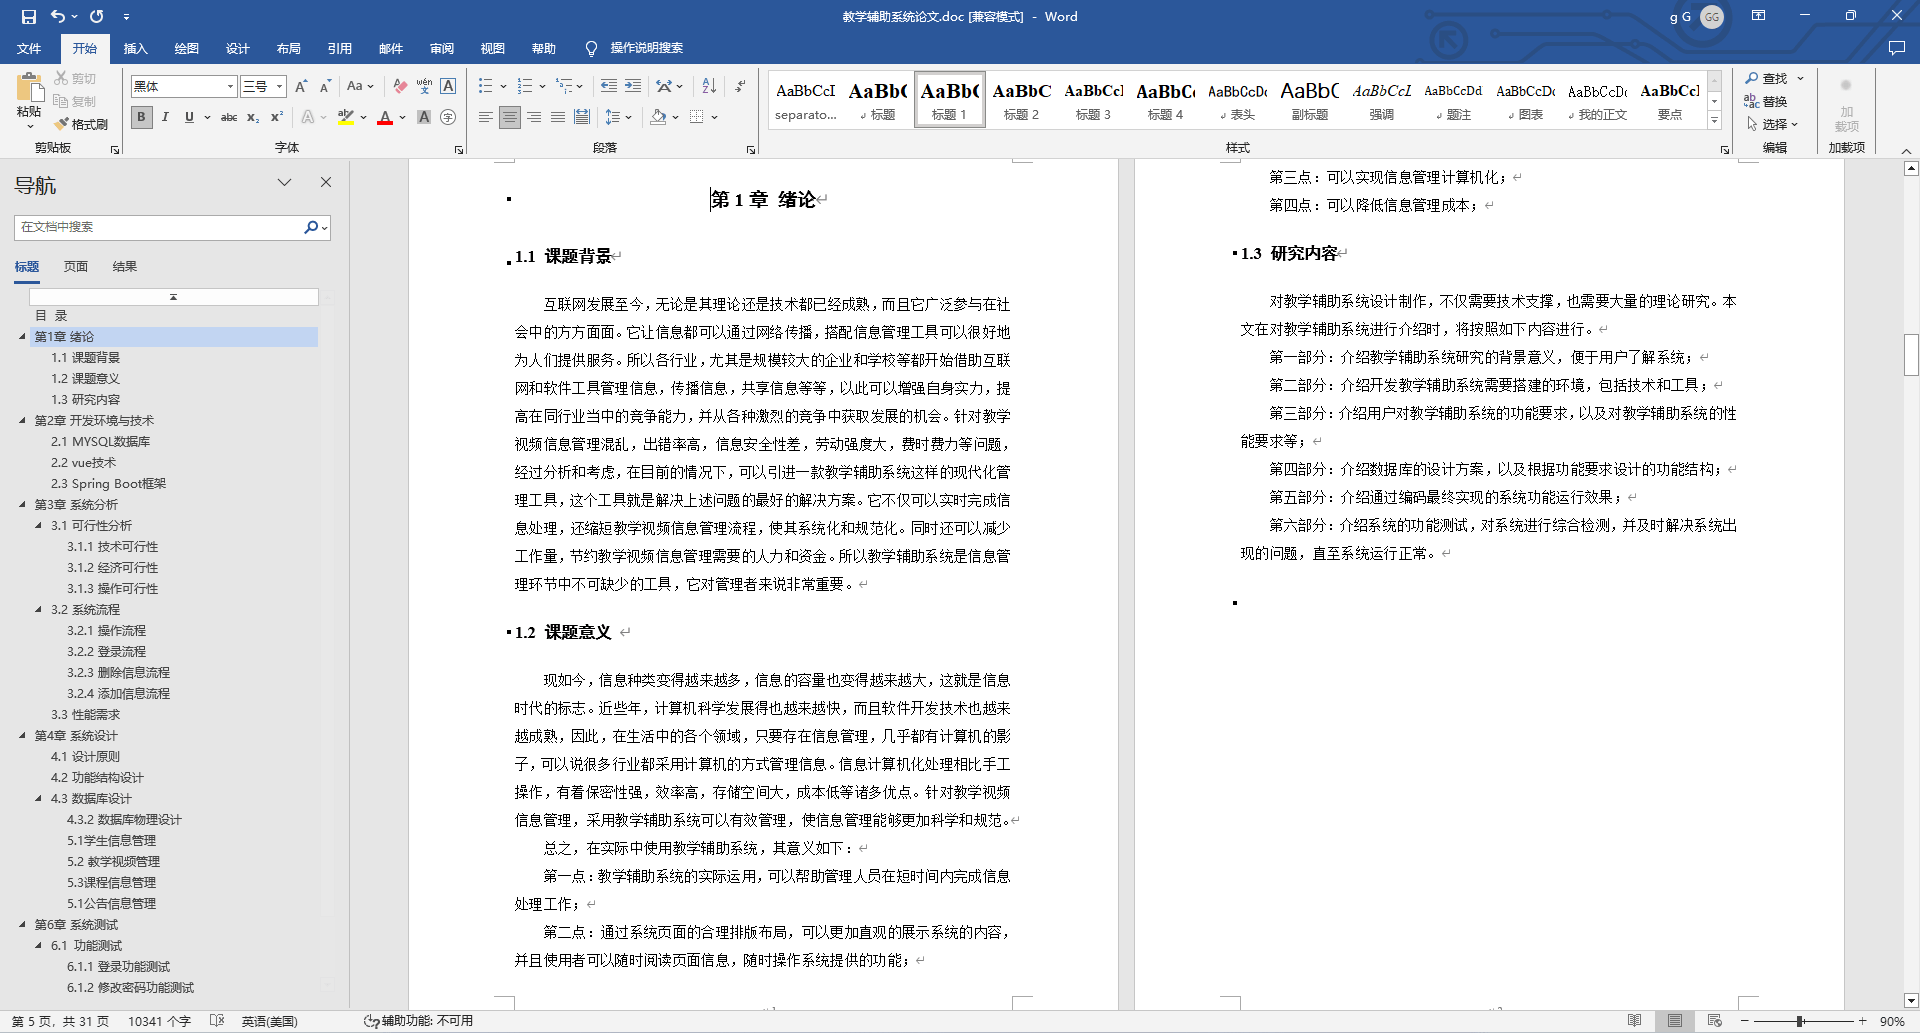 教学辅助系统论文.doc [兼容模式] - Word
g G
GG
文件 开始 插入 绘图 设计 布局 引用 邮件 审阅 视图 帮助 操作说明搜索
粘贴
剪切
复制
格式刷
剪贴板
黑体 三号
字体
段落
AaBbCcI separato...
AaBb( 标题
AaBb( 标题 1
AaBbC 标题 2
AaBbCcl 标题 3
AaBbC 标题 4
AaBbCcDc 表头
AaBbC 副标题
AaBbCcL 强调
AaBbCcDd 题注
AaBbCcDc 图表
AaBbCcDc 我的正文
AaBbCcl 要点
样式
查找
替换
选择
编辑
加载项
加载项
导航
在文档中搜索
标题 页面 结果
目 录
第1章 绪论
1.1 课题背景
1.2 课题意义
1.3 研究内容
第2章 开发环境与技术
2.1 MYSQL数据库
2.2 vue技术
2.3 Spring Boot框架
第3章 系统分析
3.1 可行性分析
3.1.1 技术可行性
3.1.2 经济可行性
3.1.3 操作可行性
3.2 系统流程
3.2.1 操作流程
3.2.2 登录流程
3.2.3 删除信息流程
3.2.4 添加信息流程
3.3 性能需求
第4章 系统设计
4.1 设计原则
4.2 功能结构设计
4.3 数据库设计
4.3.2 数据库物理设计
5.1学生信息管理
5.2 教学视频管理
5.3课程信息管理
5.1公告信息管理
第6章 系统测试
6.1 功能测试
6.1.1 登录功能测试
6.1.2 修改密码功能测试
第 1 章 绪论
1.1 课题背景
互联网发展至今，无论是其理论还是技术都已经成熟，而且它广泛参与在社
会中的方方面面。它让信息都可以通过网络传播，搭配信息管理工具可以很好地
为人们提供服务。所以各行业，尤其是规模较大的企业和学校等都开始借助互联
网和软件工具管理信息，传播信息，共享信息等等，以此可以增强自身实力，提
高在同行业当中的竞争能力，并从各种激烈的竞争中获取发展的机会。针对教学
视频信息管理混乱，出错率高，信息安全性差，劳动强度大，费时费力等问题，
经过分析和考虑，在目前的情况下，可以引进一款教学辅助系统这样的现代化管
理工具，这个工具就是解决上述问题的最好的解决方案。它不仅可以实时完成信
息处理，还缩短教学视频信息管理流程，使其系统化和规范化。同时还可以减少
工作量，节约教学视频信息管理需要的人力和资金。所以教学辅助系统是信息管
理环节中不可缺少的工具，它对管理者来说非常重要。
1.2 课题意义
现如今，信息种类变得越来越多，信息的容量也变得越来越大，这就是信息
时代的标志。近些年，计算机科学发展得也越来越快，而且软件开发技术也越来
越成熟，因此，在生活中的各个领域，只要存在信息管理，几乎都有计算机的影
子，可以说很多行业都采用计算机的方式管理信息。信息计算机化处理相比手工
操作，有着保密性强，效率高，存储空间大，成本低等诸多优点。针对教学视频
信息管理，采用教学辅助系统可以有效管理，使信息管理能够更加科学和规范。
总之，在实际中使用教学辅助系统，其意义如下：
第一点：教学辅助系统的实际运用，可以帮助管理人员在短时间内完成信息
处理工作；
第二点：通过系统页面的合理排版布局，可以更加直观的展示系统的内容，
并且使用者可以随时阅读页面信息，随时操作系统提供的功能；
第三点：可以实现信息管理计算机化；
第四点：可以降低信息管理成本；
1.3 研究内容
对教学辅助系统设计制作，不仅需要技术支撑，也需要大量的理论研究。本
文在对教学辅助系统进行介绍时，将按照如下内容进行。
第一部分：介绍教学辅助系统研究的背景意义，便于用户了解系统；
第二部分：介绍开发教学辅助系统需要搭建的环境，包括技术和工具；
第三部分：介绍用户对教学辅助系统的功能要求，以及对教学辅助系统的性
能要求等；
第四部分：介绍数据库的设计方案，以及根据功能要求设计的功能结构；
第五部分：介绍通过编码最终实现的系统功能运行效果；
第六部分：介绍系统的功能测试，对系统进行综合检测，并及时解决系统出
现的问题，直至系统运行正常。
第 5 页，共 31 页 10341 个字 英语(美国) 辅助功能: 不可用 90%